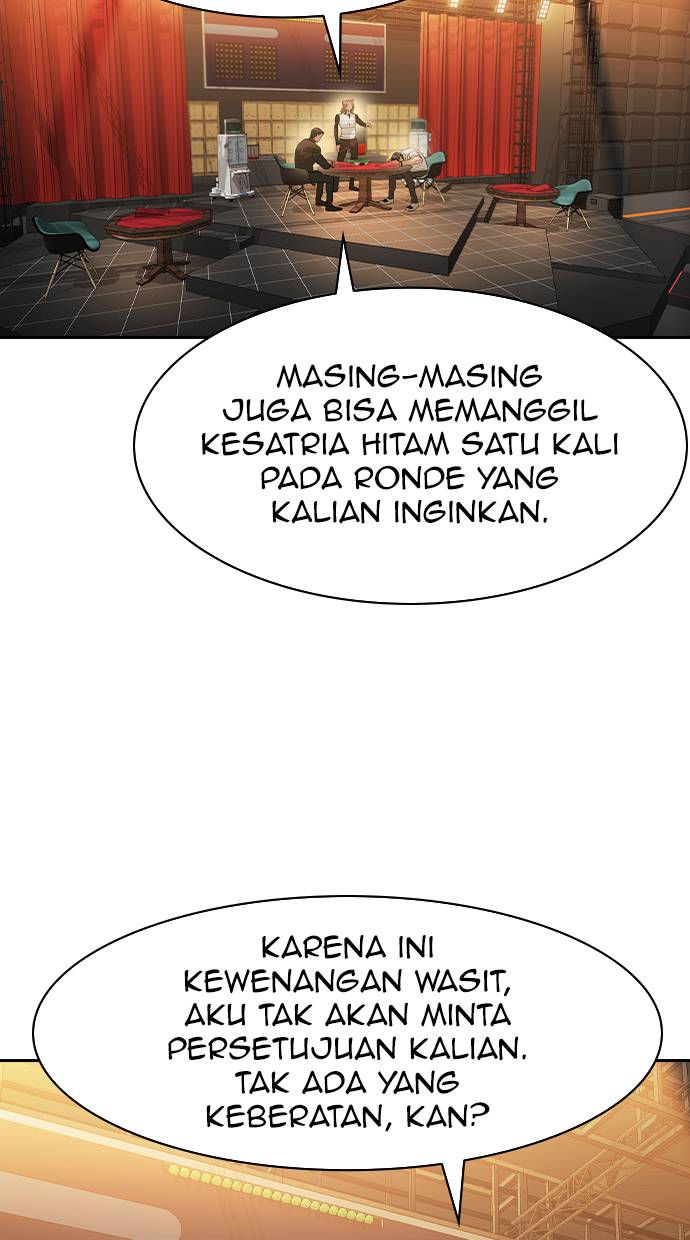 MASING-MASING
JUGA BISA MEMANGGIL
KESATRIA HITAM SATU KALI
PADA RONDE YANG
KALIAN INGINKAN.
KARENA INI
KEWENANGAN WASIT,
AKU TAK AKAN MINTA
PERSETUJUAN KALIAN.
TAK ADA YANG
KEBERATAN, KAN?